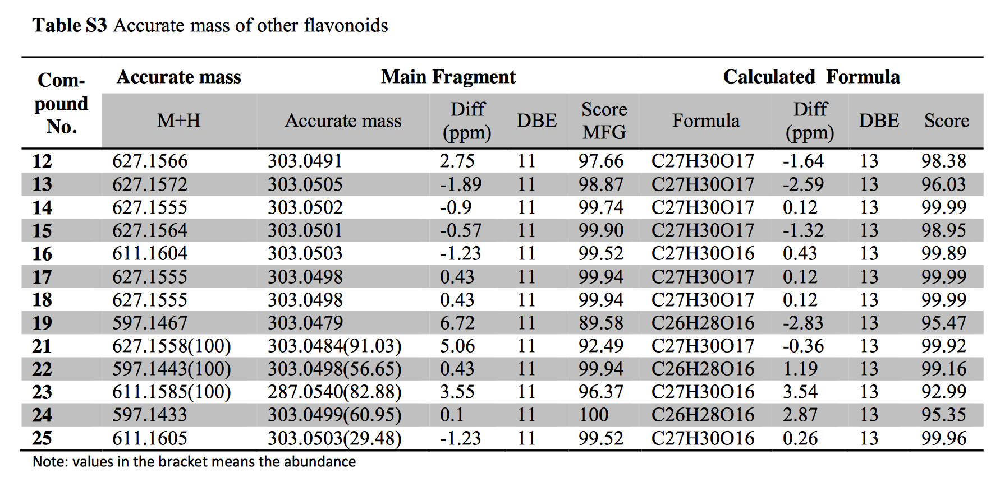 Table S3 Accurate mass of other flavonoids
Com-pound No. Accurate mass Main Fragment Calculated  Formula
M+H Accurate mass Diff (ppm) DBE Score MFG Formula Diff (ppm) DBE Score
12 627.1566 303.0491 2.75 11 97.66 C27H30O17 -1.64 13 98.38
13 627.1572 303.0505 -1.89 11 98.87 C27H30O17 -2.59 13 96.03
14 627.1555 303.0502 -0.9 11 99.74 C27H30O17 0.12 13 99.99
15 627.1564 303.0501 -0.57 11 99.90 C27H30O17 -1.32 13 98.95
16 611.1604 303.0503 -1.23 11 99.52 C27H30O16 0.43 13 99.89
17 627.1555 303.0498 0.43 11 99.94 C27H30O17 0.12 13 99.99
18 627.1555 303.0498 0.43 11 99.94 C27H30O17 0.12 13 99.99
19 597.1467 303.0479 6.72 11 89.58 C26H28O16 -2.83 13 95.47
21 627.1558(100) 303.0484(91.03) 5.06 11 92.49 C27H30O17 -0.36 13 99.92
22 597.1443(100) 303.0498(56.65) 0.43 11 99.94 C26H28O16 1.19 13 99.16
23 611.1585(100) 287.0540(82.88) 3.55 11 96.37 C27H30O16 3.54 13 92.99
24 597.1433 303.0499(60.95) 0.1 11 100 C26H28O16 2.87 13 95.35
25 611.1605 303.0503(29.48) -1.23 11 99.52 C27H30O16 0.26 13 99.96
Note: values in the bracket means the abundance